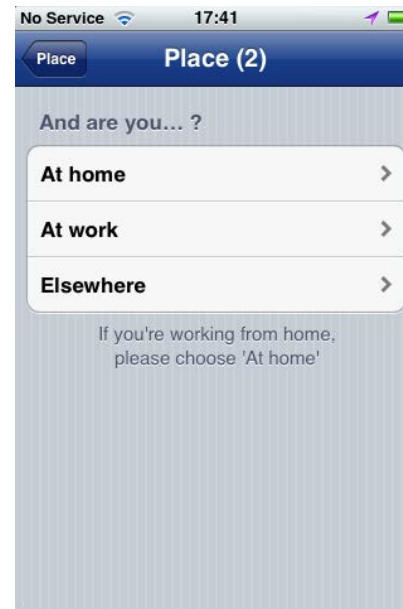 No Service 17:41
Place Place (2)
And are you... ?
At home
At work
Elsewhere
If you're working from home,
please choose 'At home'